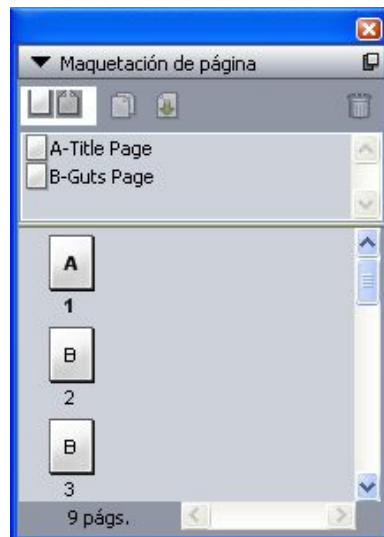 Maquetación de página
A-Title Page
B-Guts Page
A
1
B
2
B
3
9 págs.